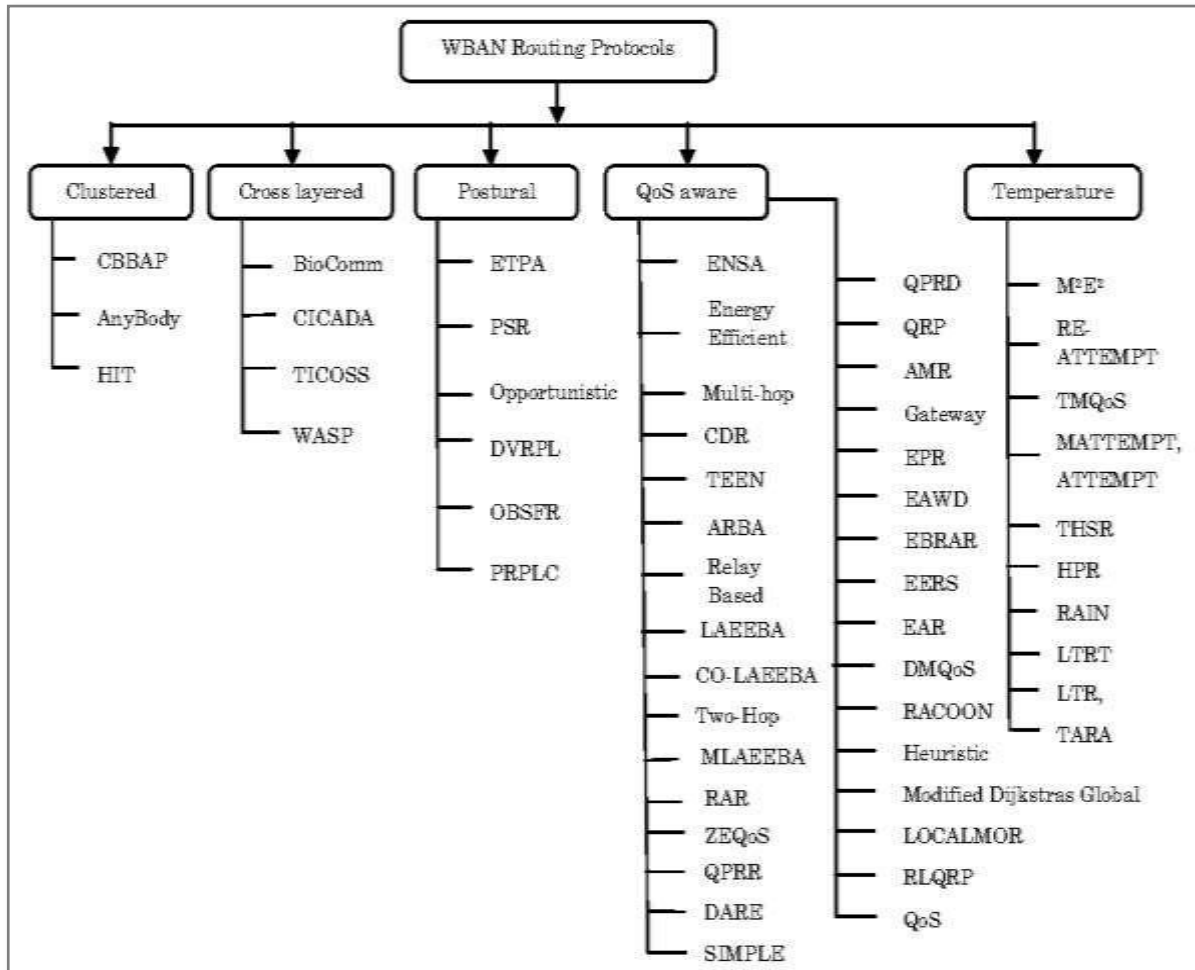 WBAN Routing Protocols
Clustered
CBBAP
AnyBody
HIT
Cross layered
BioComm
CICADA
TICOSS
WASP
Postural
ETPA
PSR
Opportunistic
DVRPL
OBSFR
PRPLC
QoS aware
ENSA
Energy
Efficient
Multi-hop
CDR
TEEN
ARBA
Relay
Based
LAEEBA
CO-LAEEBA
Two-Hop
MLAEEBA
RAR
ZEQoS
QPRR
DARE
SIMPLE
QPRD
QRP
AMR
Gateway
EPR
EAWD
EBRAR
EERS
EAR
DMQoS
RACOON
Heuristic
Modified Dijkstras Global
LOCALMOR
RLQRP
QoS
Temperature
M²E²
RE-
ATTEMPT
TMQoS
MATTEMPT,
ATTEMPT
THSR
HPR
RAIN
LTRT
LTR,
TARA